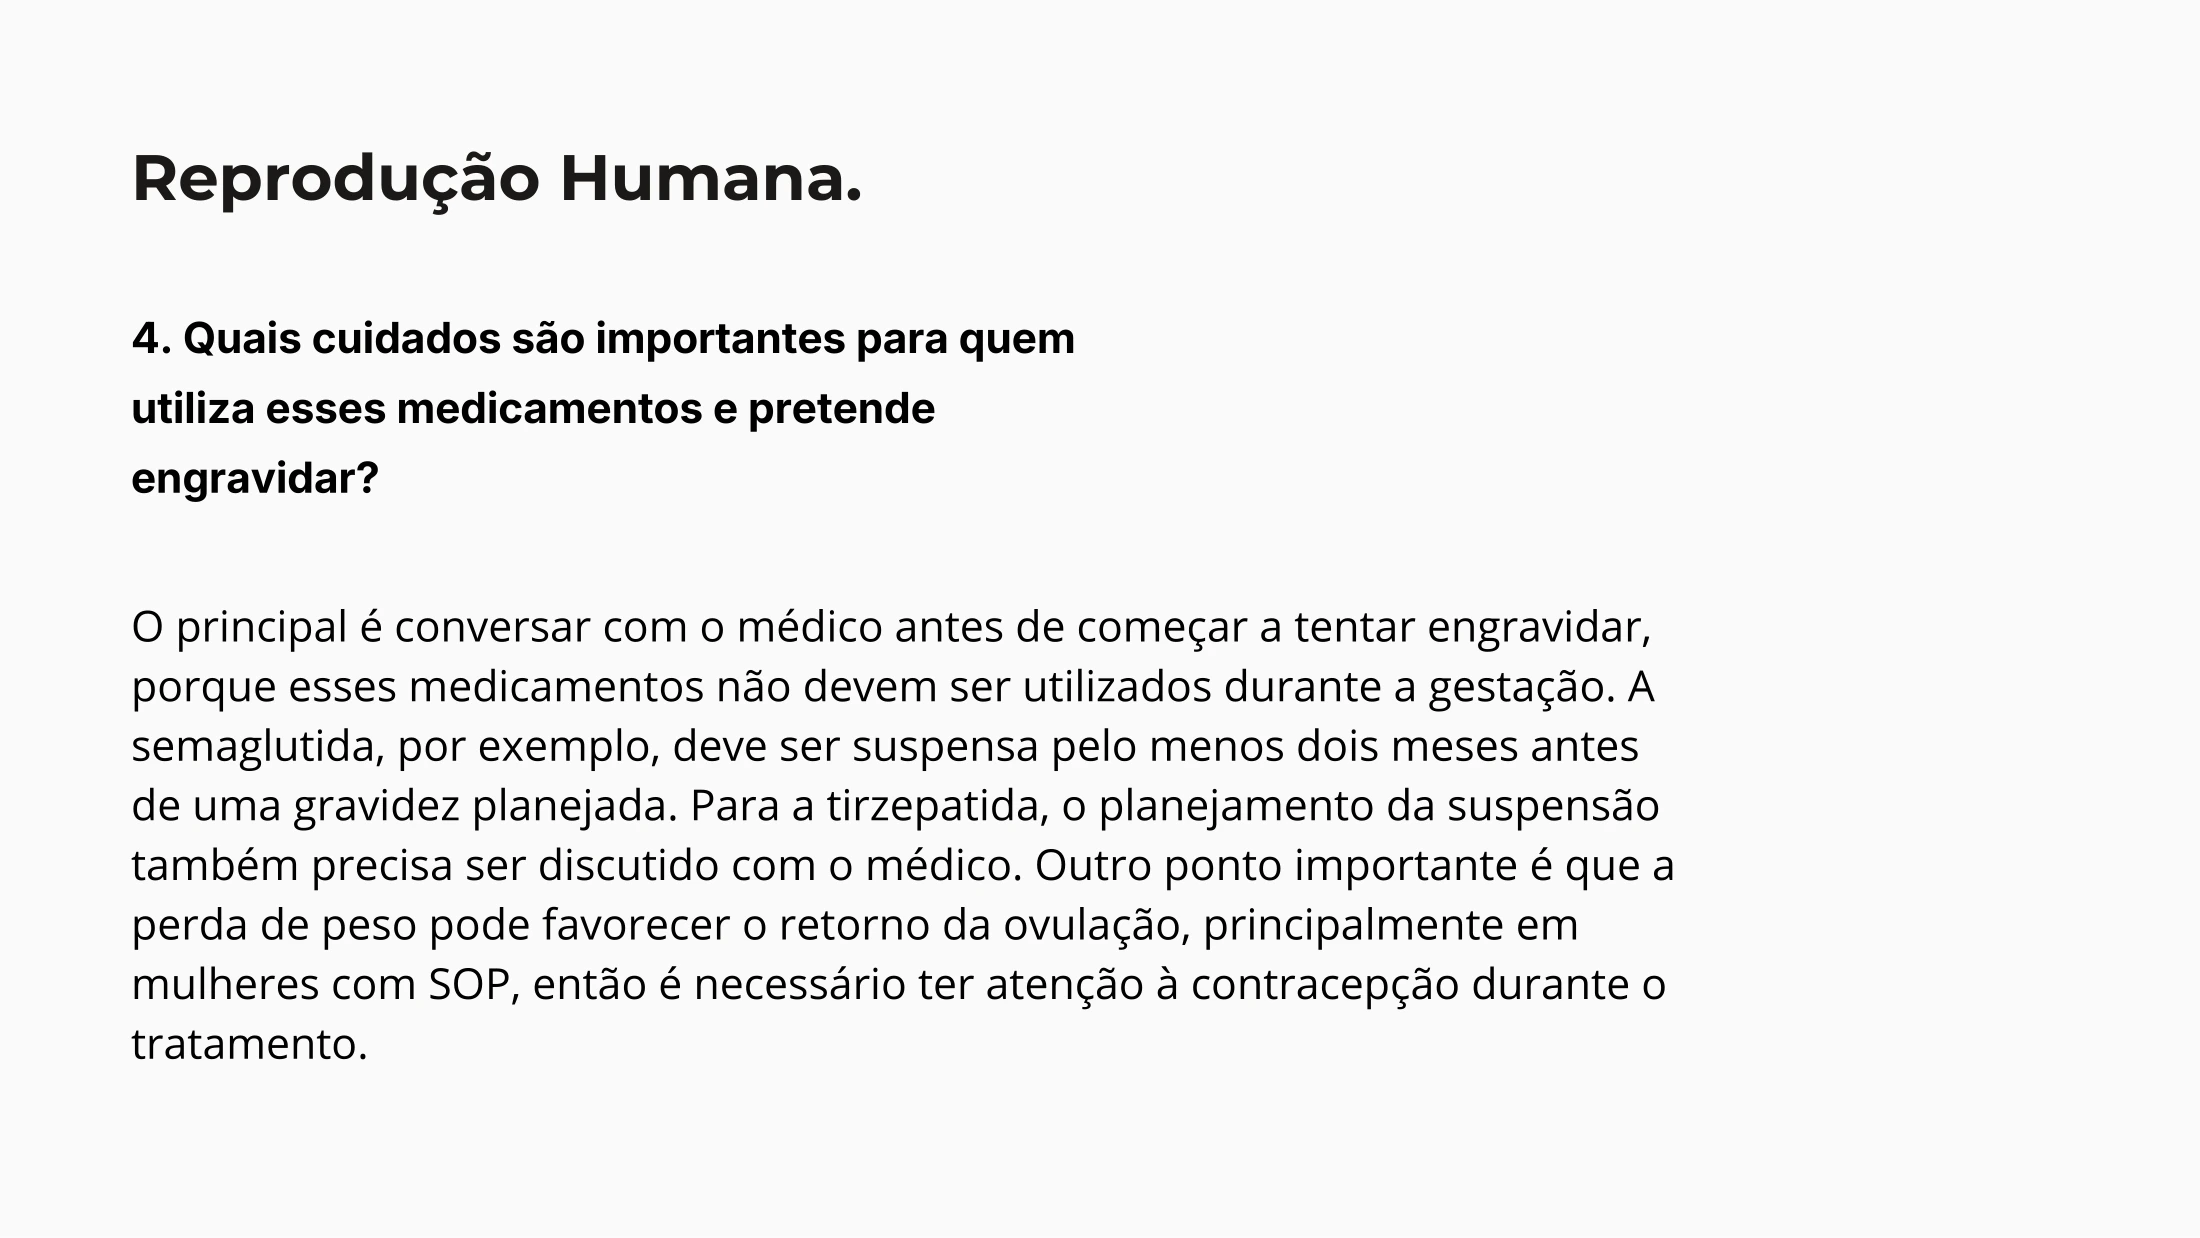 Reprodução Humana.
4. Quais cuidados são importantes para quem
utiliza esses medicamentos e pretende
engravidar?
O principal é conversar com o médico antes de começar a tentar engravidar,
porque esses medicamentos não devem ser utilizados durante a gestação. A
semaglutida, por exemplo, deve ser suspensa pelo menos dois meses antes
de uma gravidez planejada. Para a tirzepatida, o planejamento da suspensão
também precisa ser discutido com o médico. Outro ponto importante é que a
perda de peso pode favorecer o retorno da ovulação, principalmente em
mulheres com SOP, então é necessário ter atenção à contracepção durante o
tratamento.